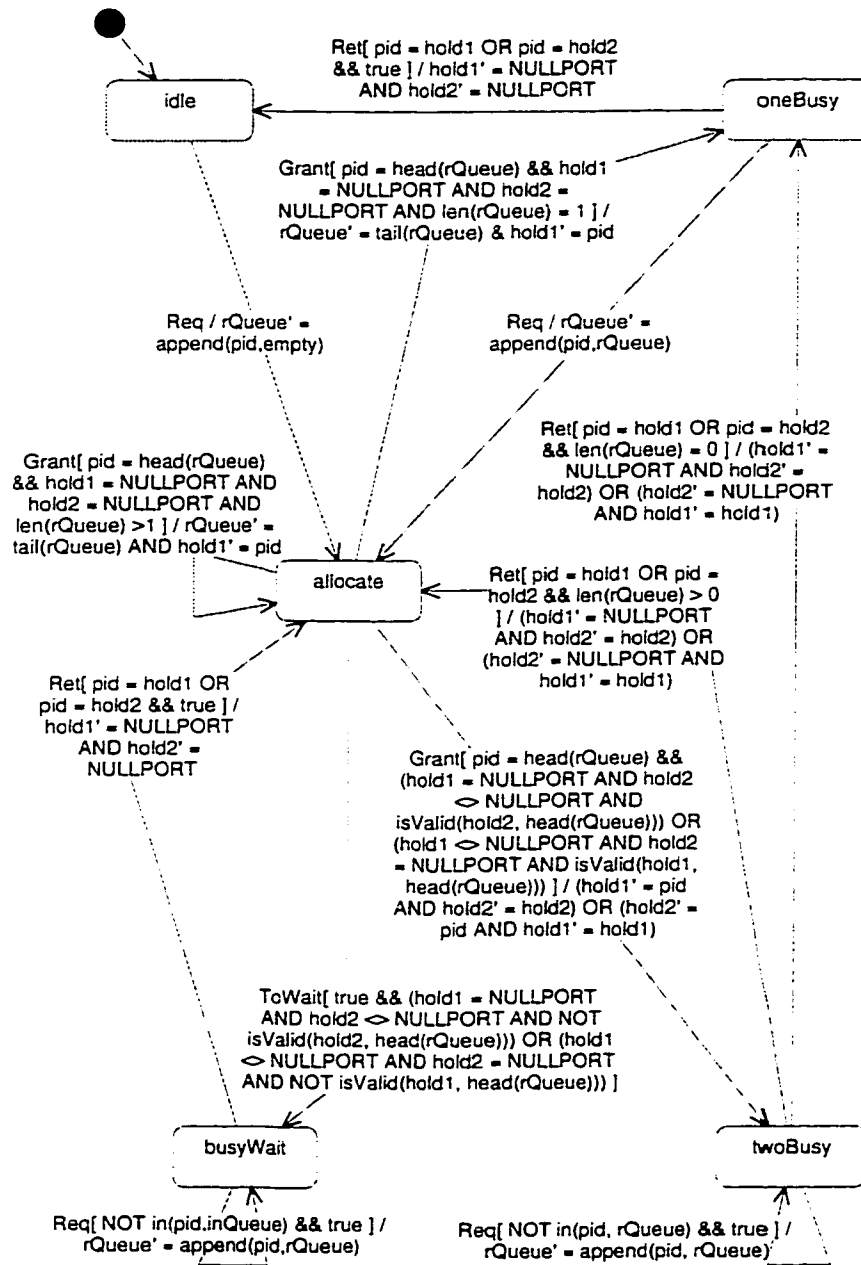 Ret[ pid = hold1 OR pid = hold2
&& true ] / hold1' = NULLPORT
AND hold2' = NULLPORT
idle
oneBusy
Grant[ pid = head(rQueue) && hold1
= NULLPORT AND hold2 =
NULLPORT AND len(rQueue) = 1 ] /
rQueue' = tail(rQueue) & hold1' = pid
Req / rQueue' =
append(pid,empty)
Req / rQueue' =
append(pid,rQueue)
Ret[ pid = hold1 OR pid = hold2
&& len(rQueue) = 0 ] / (hold1' =
NULLPORT AND hold2' =
hold2) OR (hold2' = NULLPORT
AND hold1' = hold1)
Grant[ pid = head(rQueue)
&& hold1 = NULLPORT AND
hold2 = NULLPORT AND
len(rQueue) >1 ] / rQueue' =
tail(rQueue) AND hold1' = pid
allocate
Ret[ pid = hold1 OR pid =
hold2 && len(rQueue) > 0
] / (hold1' = NULLPORT
AND hold2' = hold2) OR
(hold2' = NULLPORT AND
hold1' = hold1)
Ret[ pid = hold1 OR
pid = hold2 && true ] /
hold1' = NULLPORT
AND hold2' =
NULLPORT
Grant[ pid = head(rQueue) &&
(hold1 = NULLPORT AND hold2
<> NULLPORT AND
isValid(hold2, head(rQueue))) OR
(hold1 <> NULLPORT AND hold2
= NULLPORT AND isValid(hold1,
head(rQueue))) ] / (hold1' = pid
AND hold2' = hold2) OR (hold2' =
pid AND hold1' = hold1)
ToWait[ true && (hold1 = NULLPORT
AND hold2 <> NULLPORT AND NOT
isValid(hold2, head(rQueue))) OR (hold1
<> NULLPORT AND hold2 = NULLPORT
AND NOT isValid(hold1, head(rQueue))) ]
busyWait
twoBusy
Req[ NOT in(pid,inQueue) && true ] /
rQueue' = append(pid,rQueue)
Req[ NOT in(pid, rQueue) && true ] /
rQueue' = append(pid, rQueue)